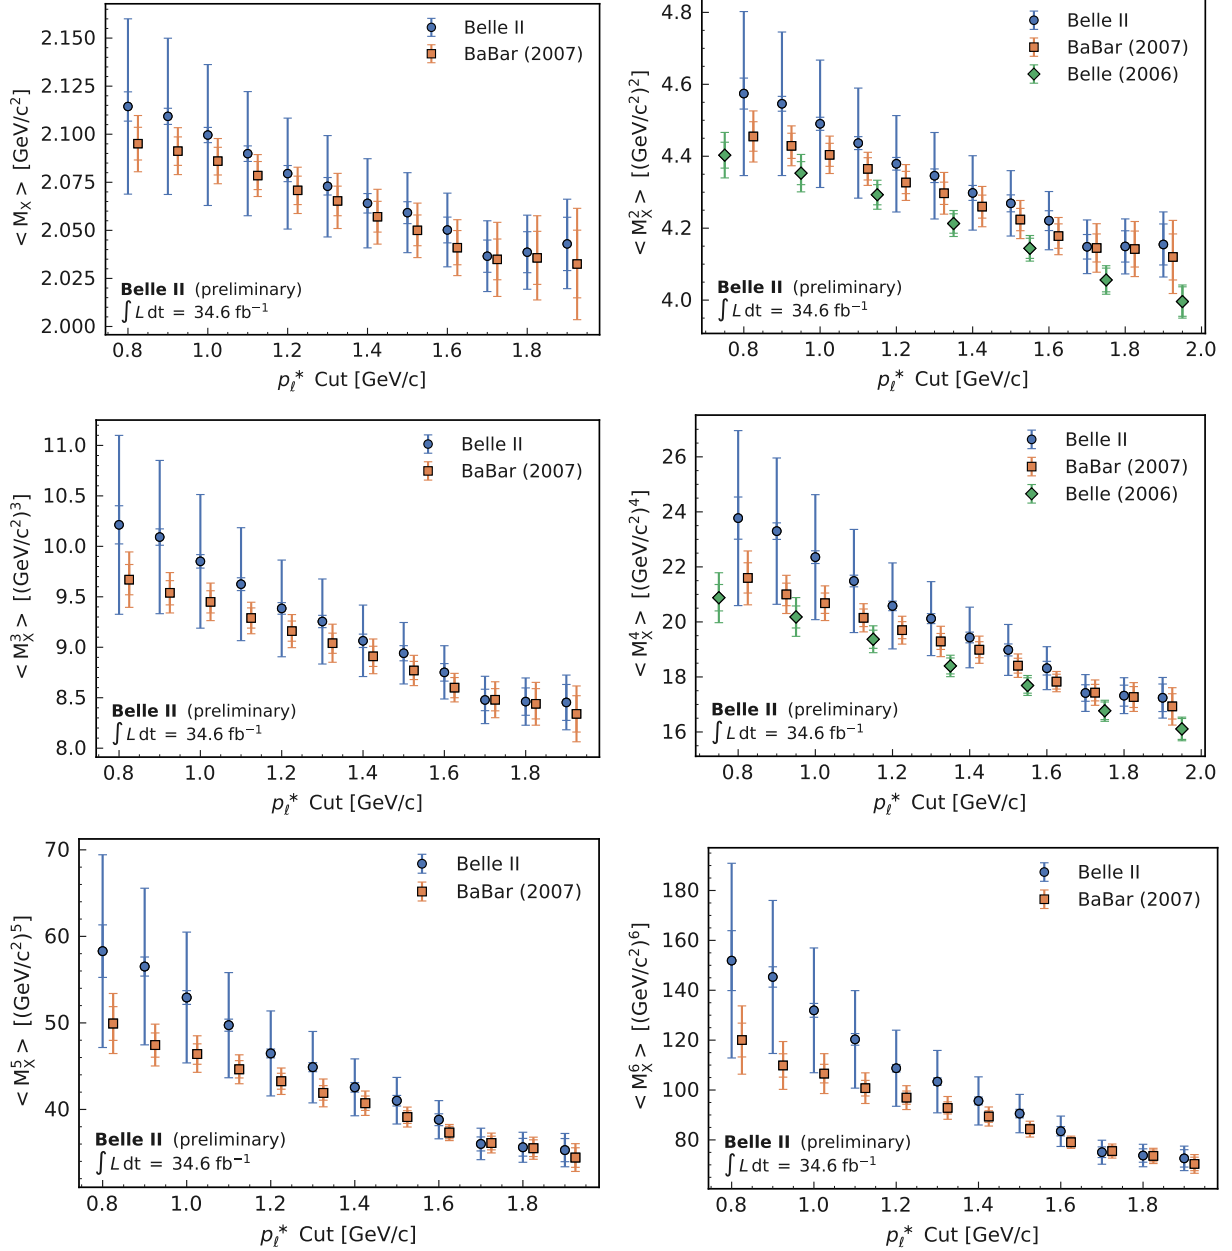 Belle II
BaBar (2007)
2.150
2.125
2.100
2.075
2.050
2.025
2.000
< M_X > [GeV/c²]
Belle II (preliminary)
∫ L dt = 34.6 fb⁻¹
0.8 1.0 1.2 1.4 1.6 1.8
p_ℓ* Cut [GeV/c]
Belle II
BaBar (2007)
Belle (2006)
4.8
4.6
4.4
4.2
4.0
< M_X² > [(GeV/c²)²]
Belle II (preliminary)
∫ L dt = 34.6 fb⁻¹
0.8 1.0 1.2 1.4 1.6 1.8 2.0
p_ℓ* Cut [GeV/c]
Belle II
BaBar (2007)
11.0
10.5
10.0
9.5
9.0
8.5
8.0
< M_X³ > [(GeV/c²)³]
Belle II (preliminary)
∫ L dt = 34.6 fb⁻¹
0.8 1.0 1.2 1.4 1.6 1.8
p_ℓ* Cut [GeV/c]
Belle II
BaBar (2007)
Belle (2006)
26
24
22
20
18
16
< M_X⁴ > [(GeV/c²)⁴]
Belle II (preliminary)
∫ L dt = 34.6 fb⁻¹
0.8 1.0 1.2 1.4 1.6 1.8 2.0
p_ℓ* Cut [GeV/c]
Belle II
BaBar (2007)
70
60
50
40
< M_X⁵ > [(GeV/c²)⁵]
Belle II (preliminary)
∫ L dt = 34.6 fb⁻¹
0.8 1.0 1.2 1.4 1.6 1.8
p_ℓ* Cut [GeV/c]
Belle II
BaBar (2007)
180
160
140
120
100
80
< M_X⁶ > [(GeV/c²)⁶]
Belle II (preliminary)
∫ L dt = 34.6 fb⁻¹
0.8 1.0 1.2 1.4 1.6 1.8
p_ℓ* Cut [GeV/c]